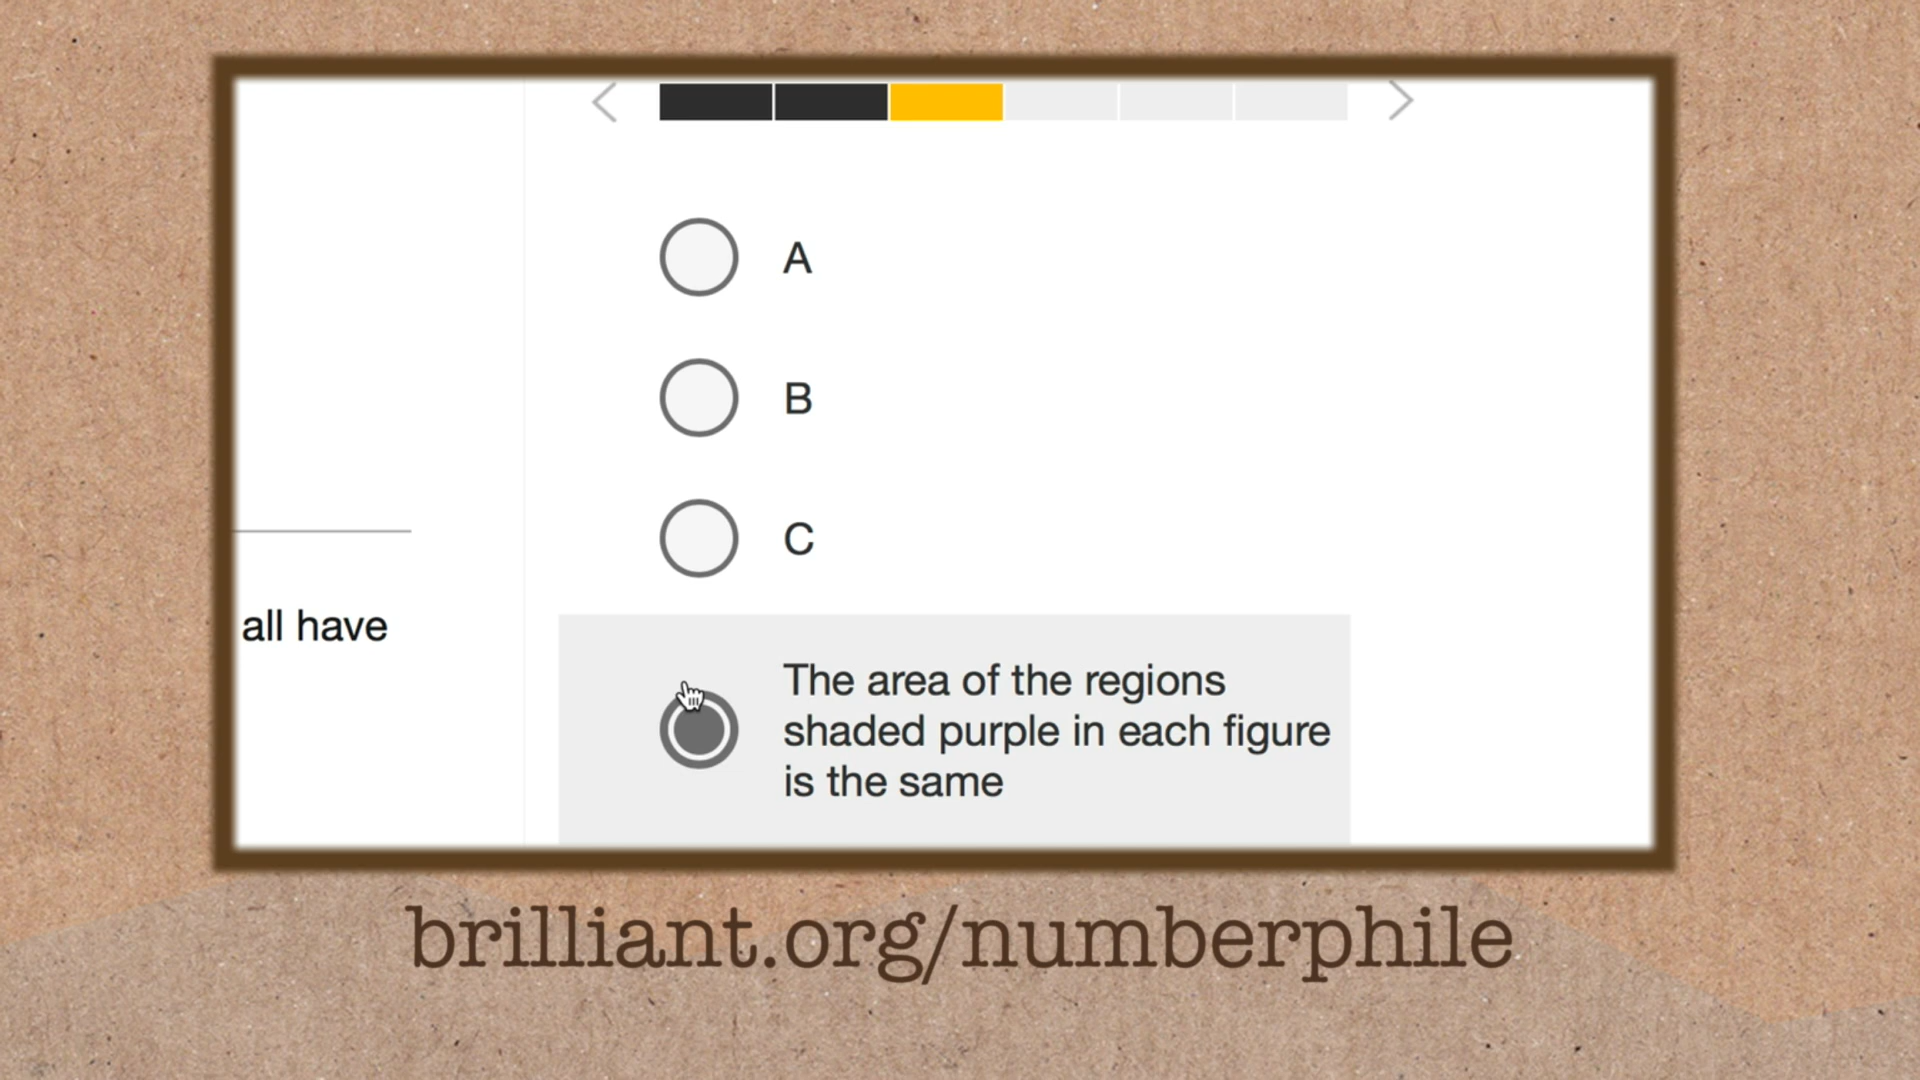 A
B
C
all have
The area of the regions
shaded purple in each figure
is the same
brilliant.org/numberphile